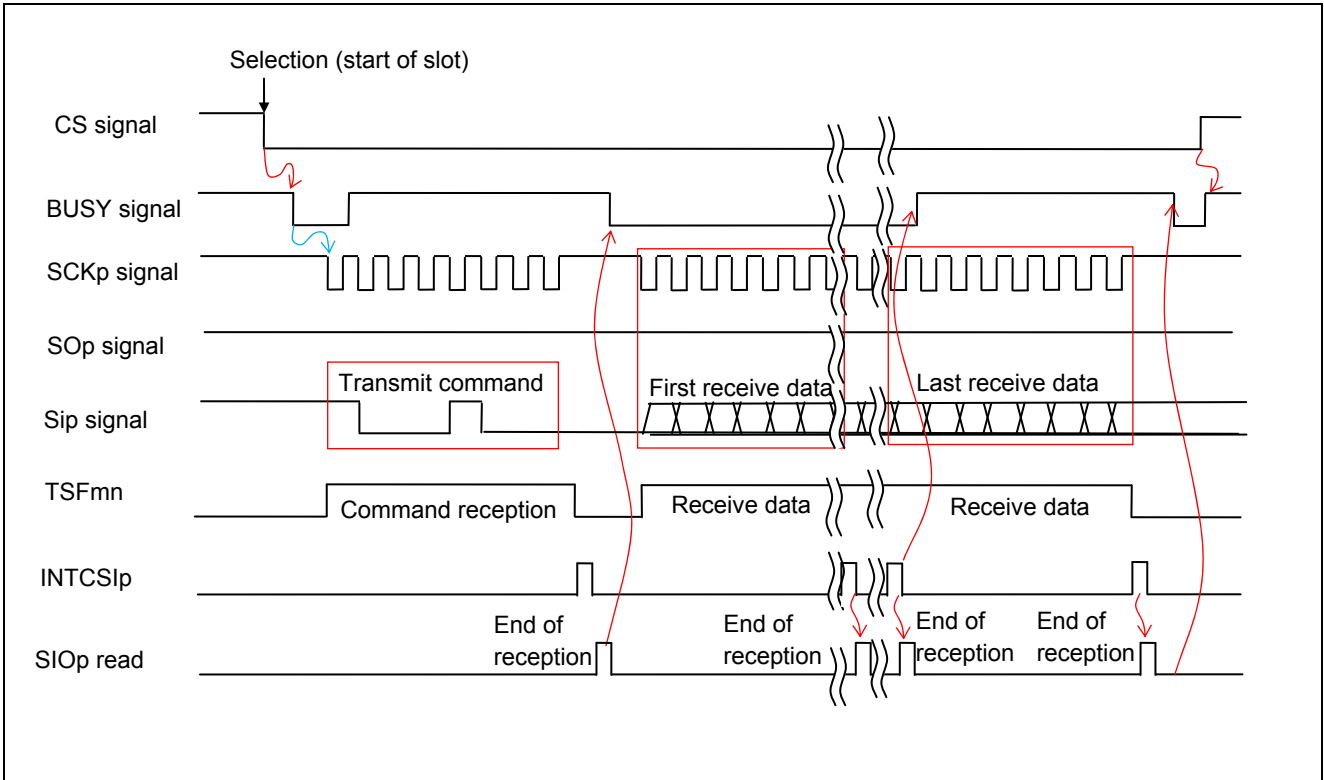 Selection (start of slot)
CS signal
BUSY signal
SCKp signal
SOp signal
Transmit command
First receive data
Last receive data
Sip signal
TSFmn
Command reception
Receive data
Receive data
INTCSIp
End of
reception
End of
reception
End of
reception
End of
reception
SIOp read